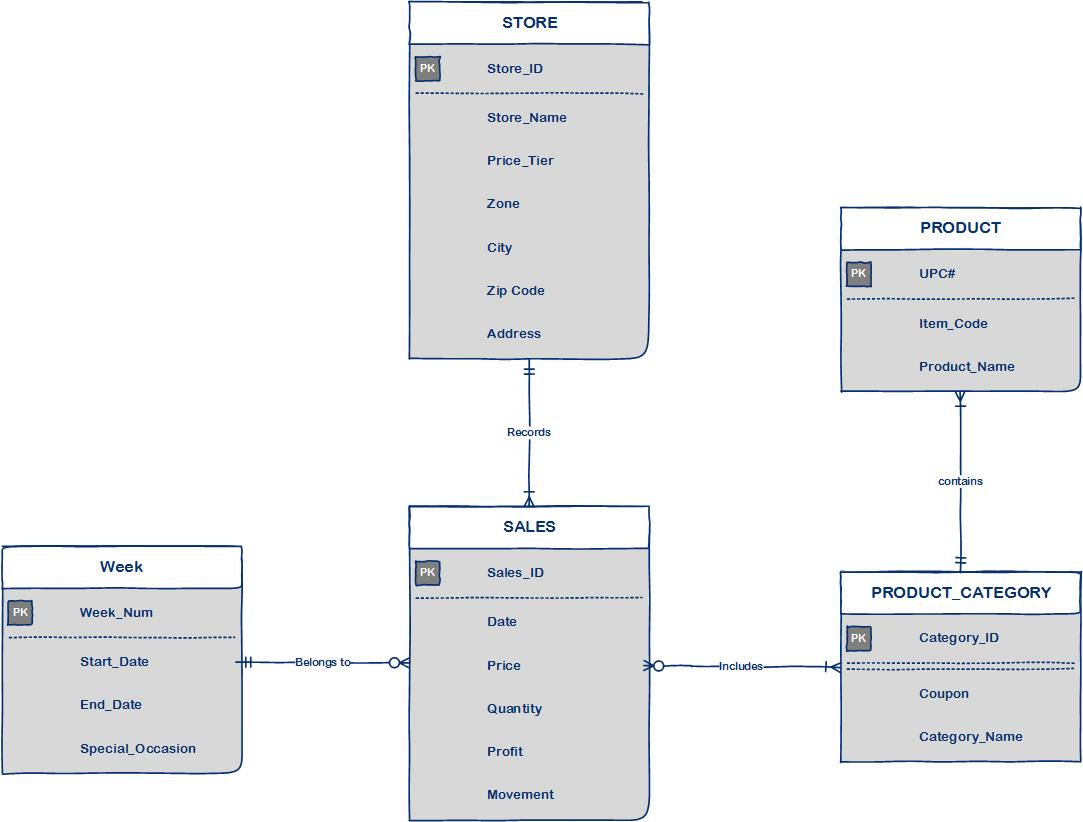 STORE
PK Store_ID
Store_Name
Price_Tier
Zone
City
Zip Code
Address
PRODUCT
PK UPC#
Item_Code
Product_Name
Records
contains
SALES
PK Sales_ID
Date
Price
Quantity
Profit
Movement
Week
PK Week_Num
Start_Date
End_Date
Special_Occasion
Belongs to
Includes
PRODUCT_CATEGORY
PK Category_ID
Coupon
Category_Name